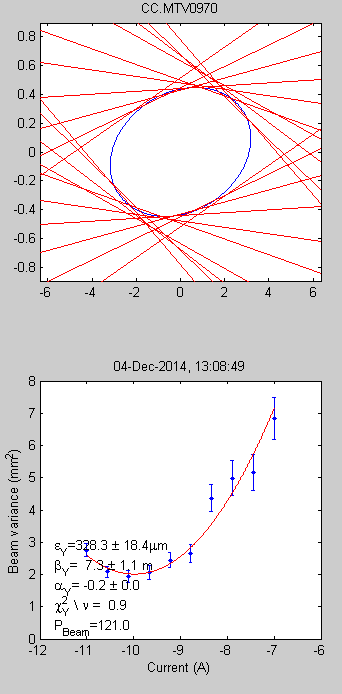 CC.MTV0970
0.8
0.6
0.4
0.2
0
-0.2
-0.4
-0.6
-0.8
-6 -4 -2 0 2 4 6
04-Dec-2014, 13:08:49
Beam variance (mm²)
8
7
6
5
4
3
2
1
0
εY=328.3 ± 18.4μm
βY= 7.3 ± 1.1 m
αY= -0.2 ± 0.0
χ²Y \ ν = 0.9
PBeam=121.0
-12 -11 -10 -9 -8 -7 -6
Current (A)